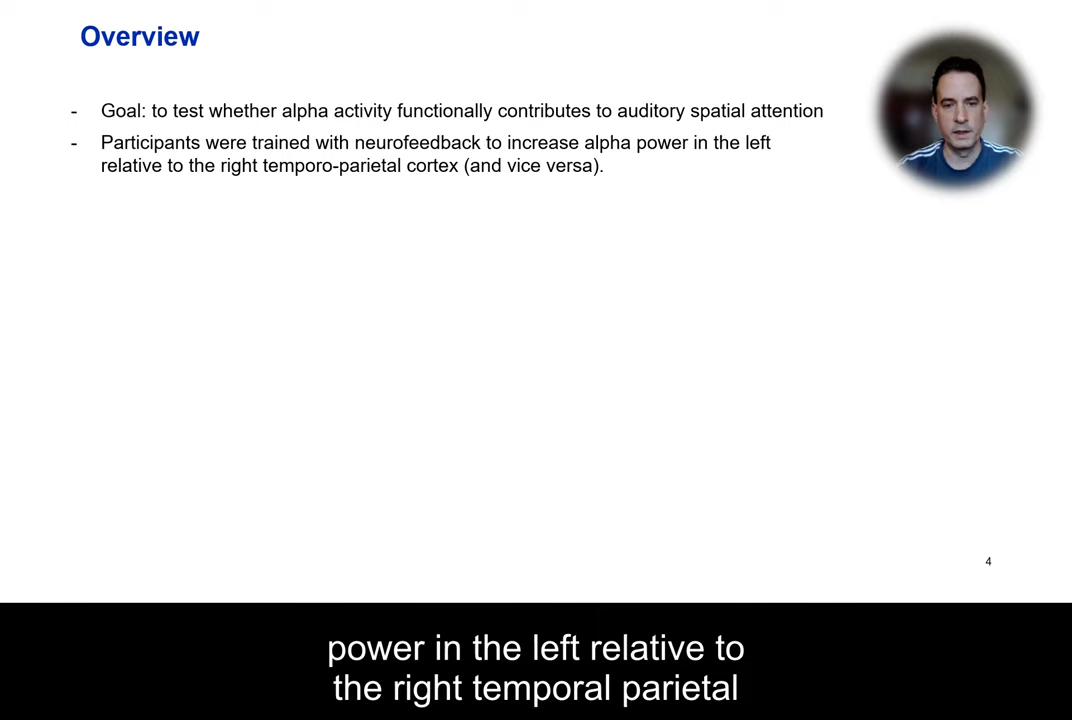 Overview
- Goal: to test whether alpha activity functionally contributes to auditory spatial attention
- Participants were trained with neurofeedback to increase alpha power in the left
relative to the right temporo-parietal cortex (and vice versa).
4
power in the left relative to
the right temporal parietal